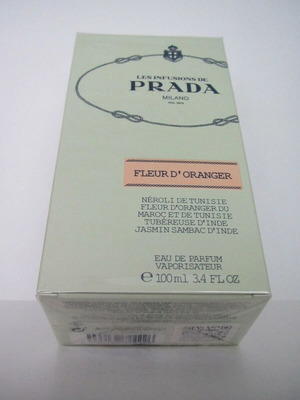 LES INFUSIONS DE
PRADA
MILANO
FLEUR D'ORANGER
NÉROLI DE TUNISIE
FLEUR D'ORANGER DU
MAROC ET DE TUNISIE
TUBÉREUSE D'INDE
JASMIN SAMBAC D'INDE
EAU DE PARFUM
VAPORISATEUR
℮ 100 ml 3.4 FL OZ